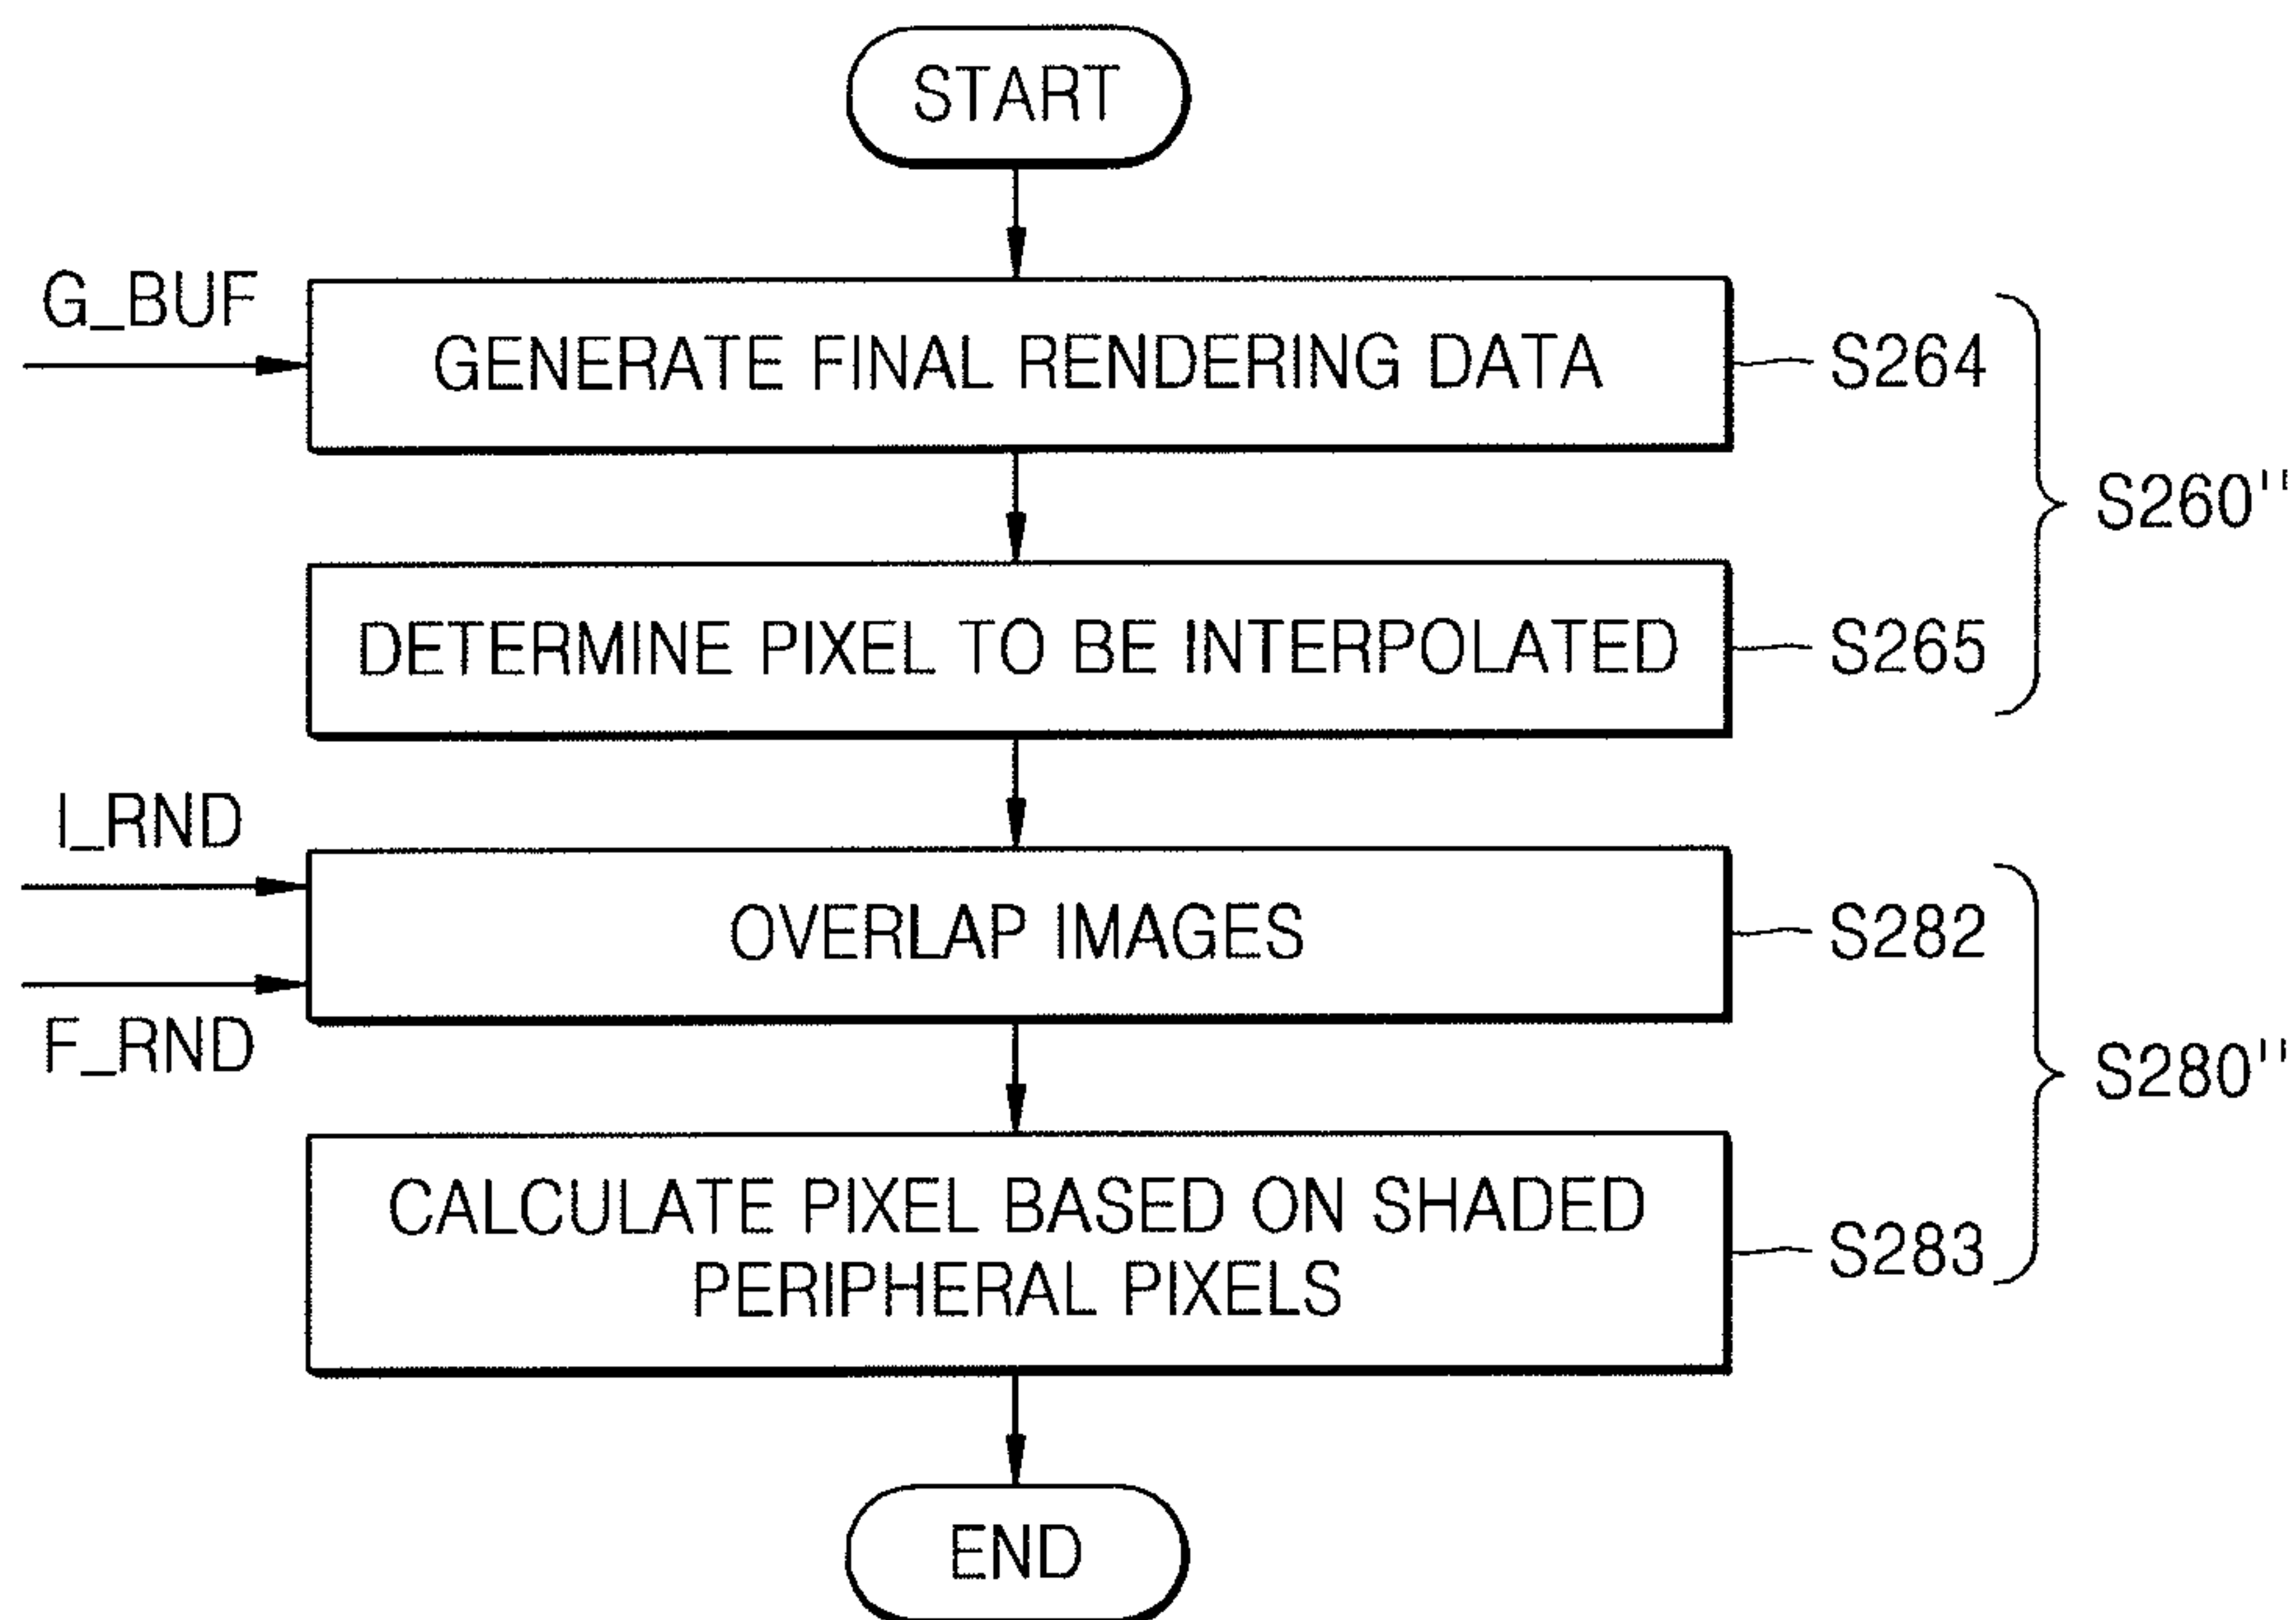 START
G_BUF
GENERATE FINAL RENDERING DATA
S264
S260''
DETERMINE PIXEL TO BE INTERPOLATED
S265
I_RND
OVERLAP IMAGES
S282
F_RND
S280''
CALCULATE PIXEL BASED ON SHADED
PERIPHERAL PIXELS
S283
END